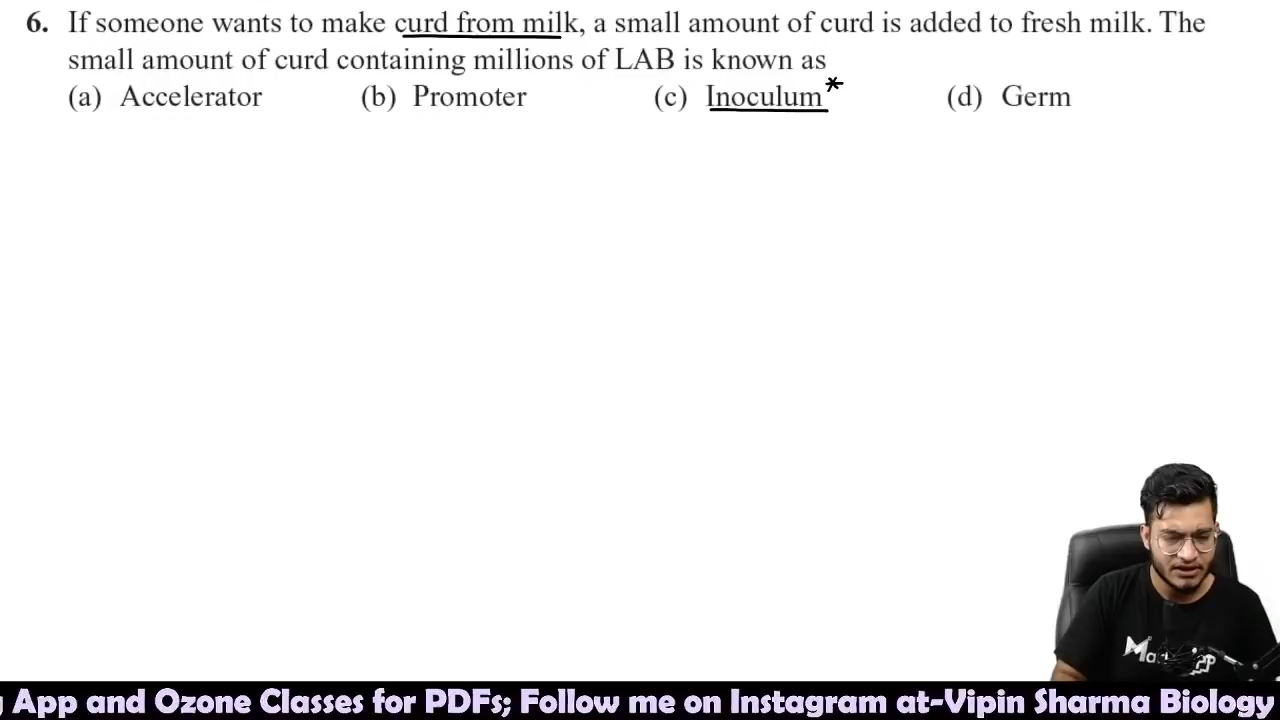 6. If someone wants to make curd from milk, a small amount of curd is added to fresh milk. The
small amount of curd containing millions of LAB is known as
(a) Accelerator (b) Promoter (c) Inoculum* (d) Germ
App and Ozone Classes for PDFs; Follow me on Instagram at-Vipin Sharma Biology